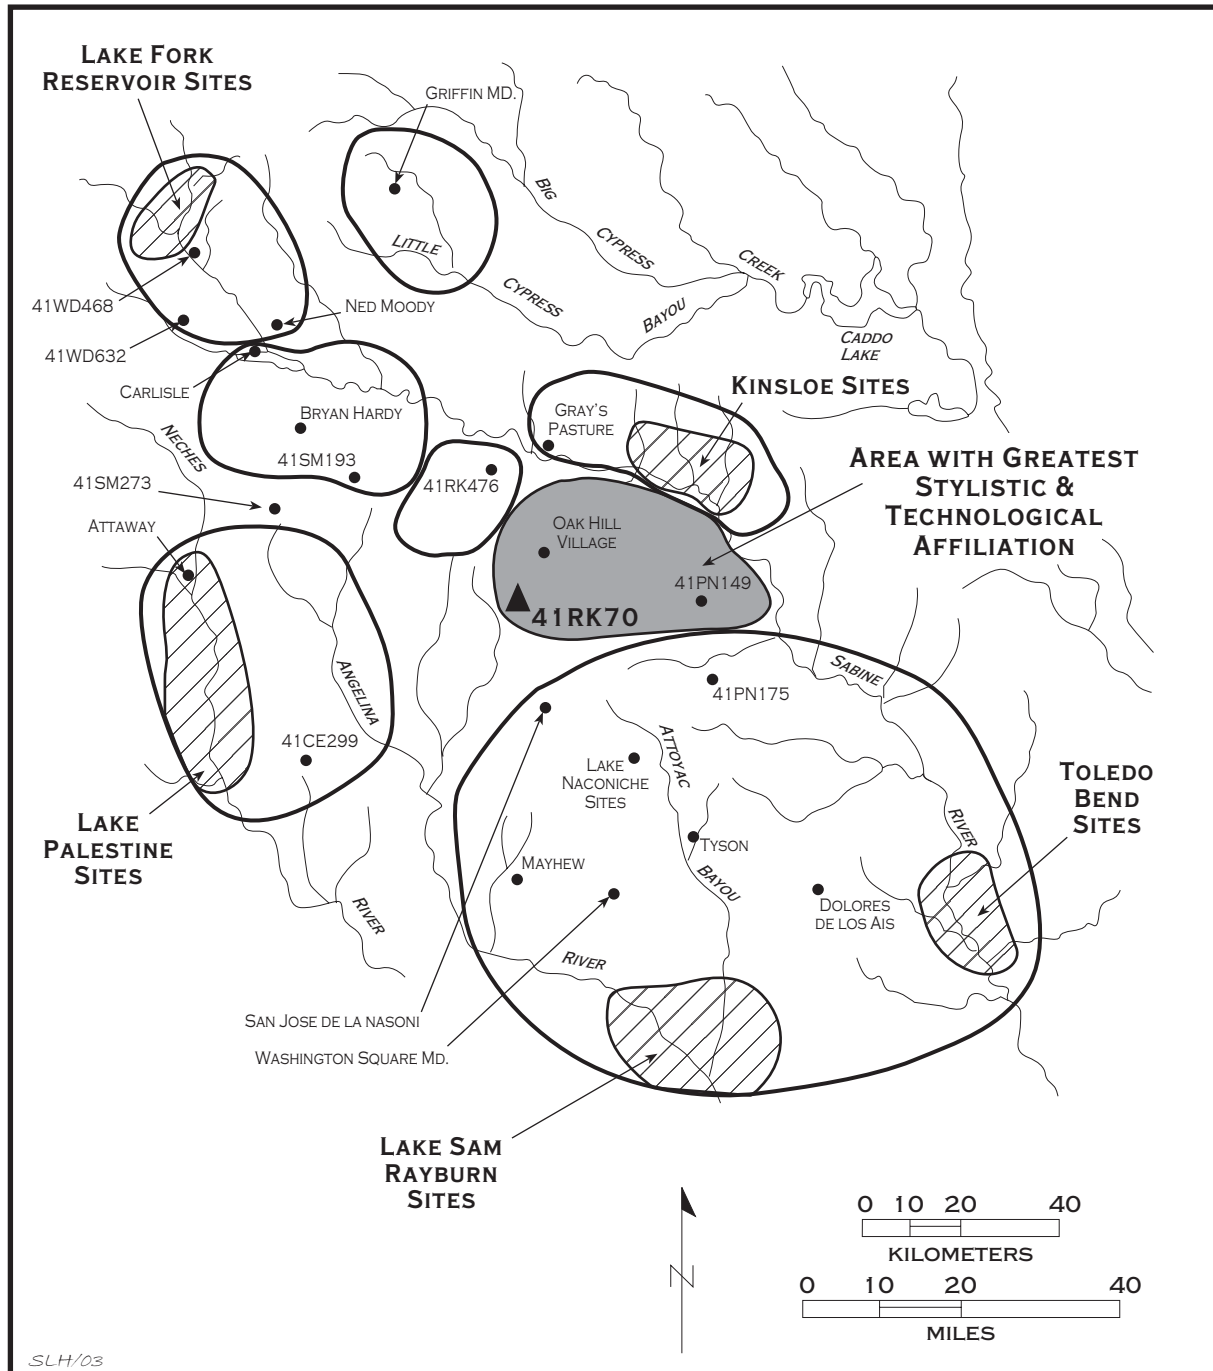 LAKE FORK
RESERVOIR SITES
GRIFFIN MD.
BIG
CYPRESS
CREEK
LITTLE
CYPRESS
BAYOU
CADDO
LAKE
41WD468
NED MOODY
41WD632
CARLISLE
KINSLOE SITES
BRYAN HARDY
GRAY'S
PASTURE
NECHES
41SM193
41SM273
41RK476
AREA WITH GREATEST
STYLISTIC &
TECHNOLOGICAL
AFFILIATION
ATTAWAY
OAK HILL
VILLAGE
41PN149
41RK70
SABINE
ANGELINA
41PN175
ATTOYAC
41CE299
LAKE
NACONICHE
SITES
TOLEDO
BEND
SITES
LAKE
PALESTINE
SITES
RIVER
TYSON
MAYHEW
BAYOU
DOLORES
DE LOS AIS
RIVER
RIVER
SAN JOSE DE LA NASONI
WASHINGTON SQUARE MD.
LAKE SAM
RAYBURN
SITES
N
0 10 20 40
KILOMETERS
0 10 20 40
MILES
SLH/03